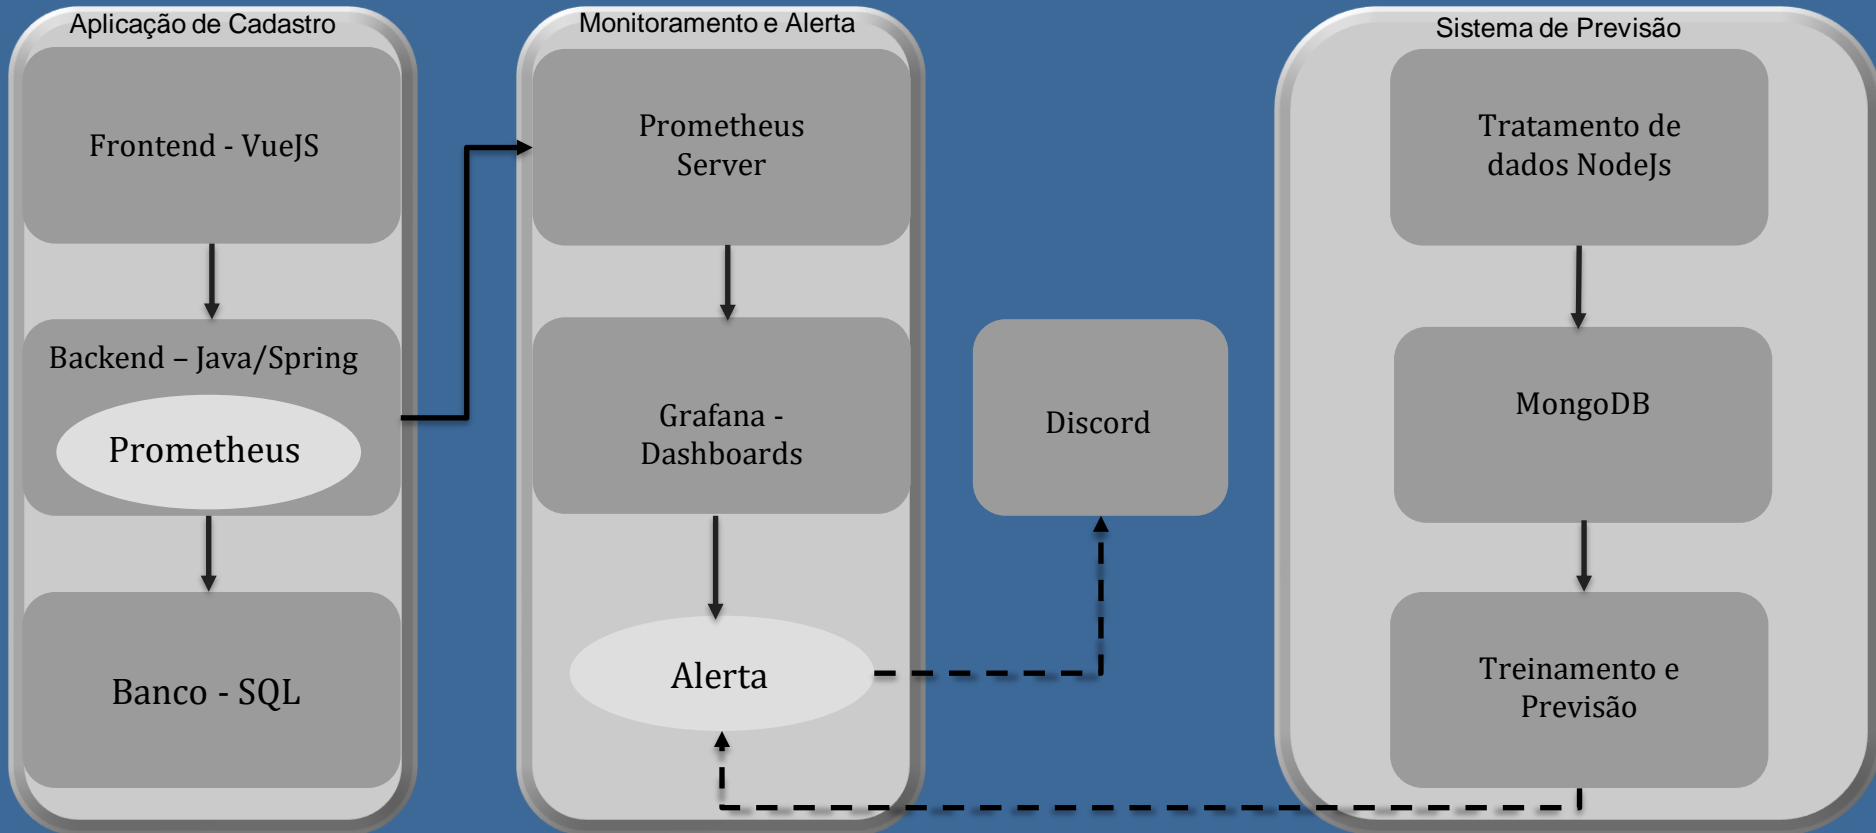 Aplicação de Cadastro
Frontend - VueJS
Backend – Java/Spring
Prometheus
Banco - SQL
Monitoramento e Alerta
Prometheus
Server
Grafana -
Dashboards
Alerta
Discord
Sistema de Previsão
Tratamento de
dados NodeJs
MongoDB
Treinamento e
Previsão